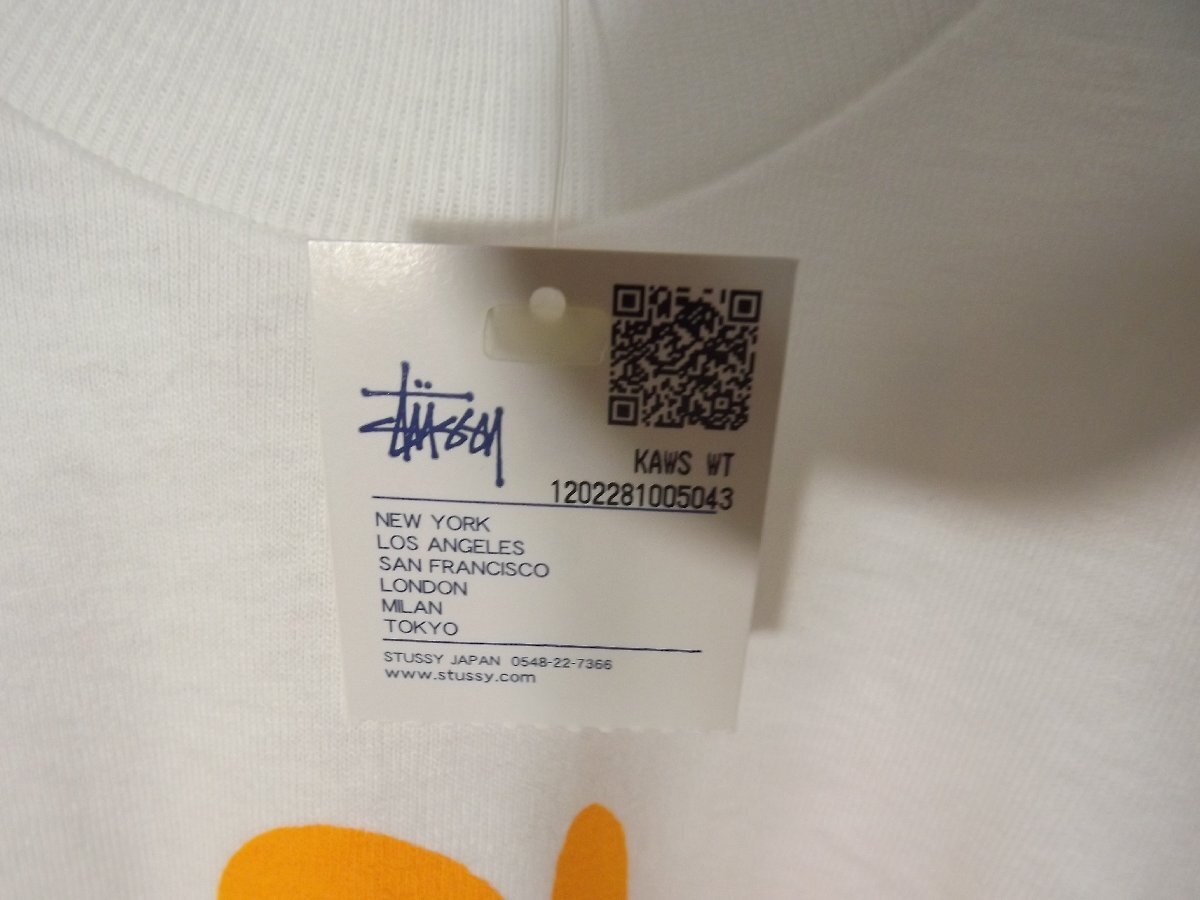 Stüssy
KAWS WT
1202281005043
NEW YORK
LOS ANGELES
SAN FRANCISCO
LONDON
MILAN
TOKYO
STUSSY JAPAN 0548-22-7366
www.stussy.com